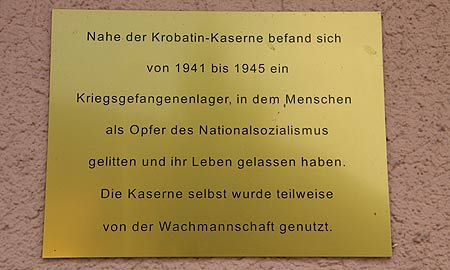 Nahe der Krobatin-Kaserne befand sich
von 1941 bis 1945 ein
Kriegsgefangenenlager, in dem Menschen
als Opfer des Nationalsozialismus
gelitten und ihr Leben gelassen haben.
Die Kaserne selbst wurde teilweise
von der Wachmannschaft genutzt.